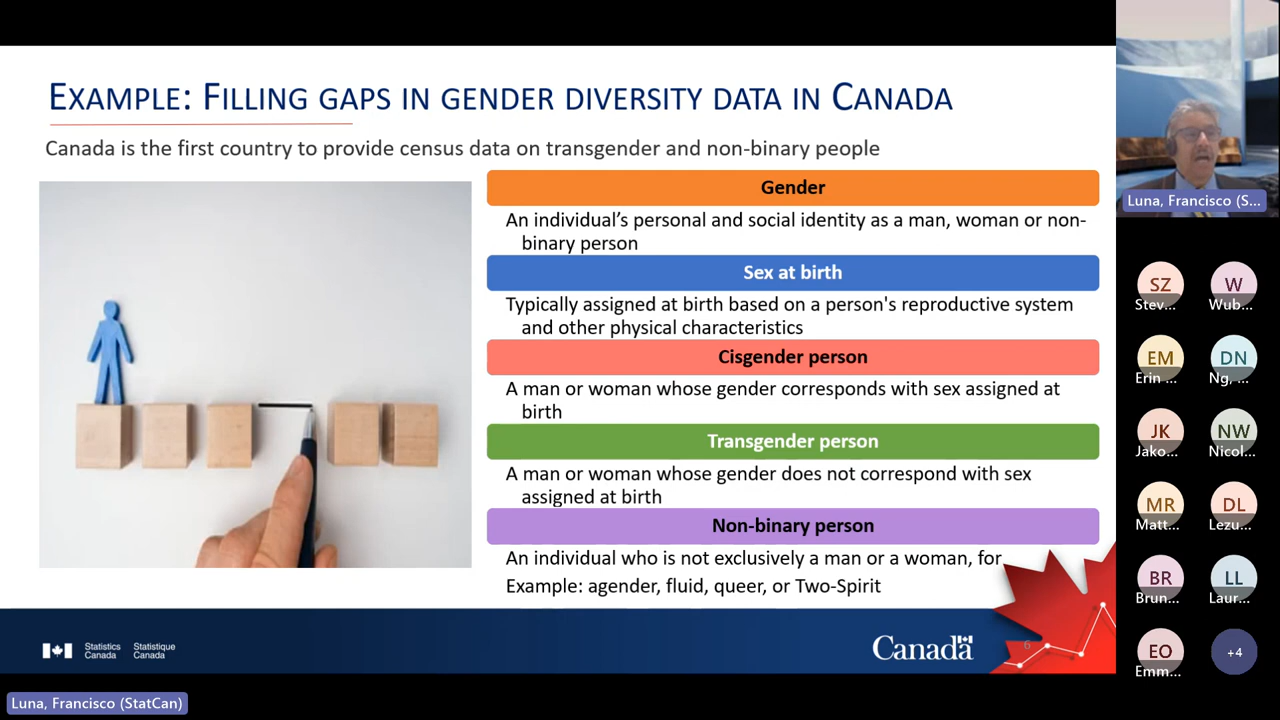 EXAMPLE: FILLING GAPS IN GENDER DIVERSITY DATA IN CANADA
Canada is the first country to provide census data on transgender and non-binary people
Gender
An individual’s personal and social identity as a man, woman or non-
binary person
Sex at birth
Typically assigned at birth based on a person's reproductive system
and other physical characteristics
Cisgender person
A man or woman whose gender corresponds with sex assigned at
birth
Transgender person
A man or woman whose gender does not correspond with sex
assigned at birth
Non-binary person
An individual who is not exclusively a man or a woman, for
Example: agender, fluid, queer, or Two-Spirit
Statistics Statistique
Canada Canada
Canada
6
Luna, Francisco (StatCan)
Luna, Francisco (S...
SZ W
Stev... Wub...
EM DN
Erin ... Ng, ...
JK NW
Jako... Nicol...
MR DL
Matt... Lezu...
BR LL
Brun... Laur...
EO +4
Emm...